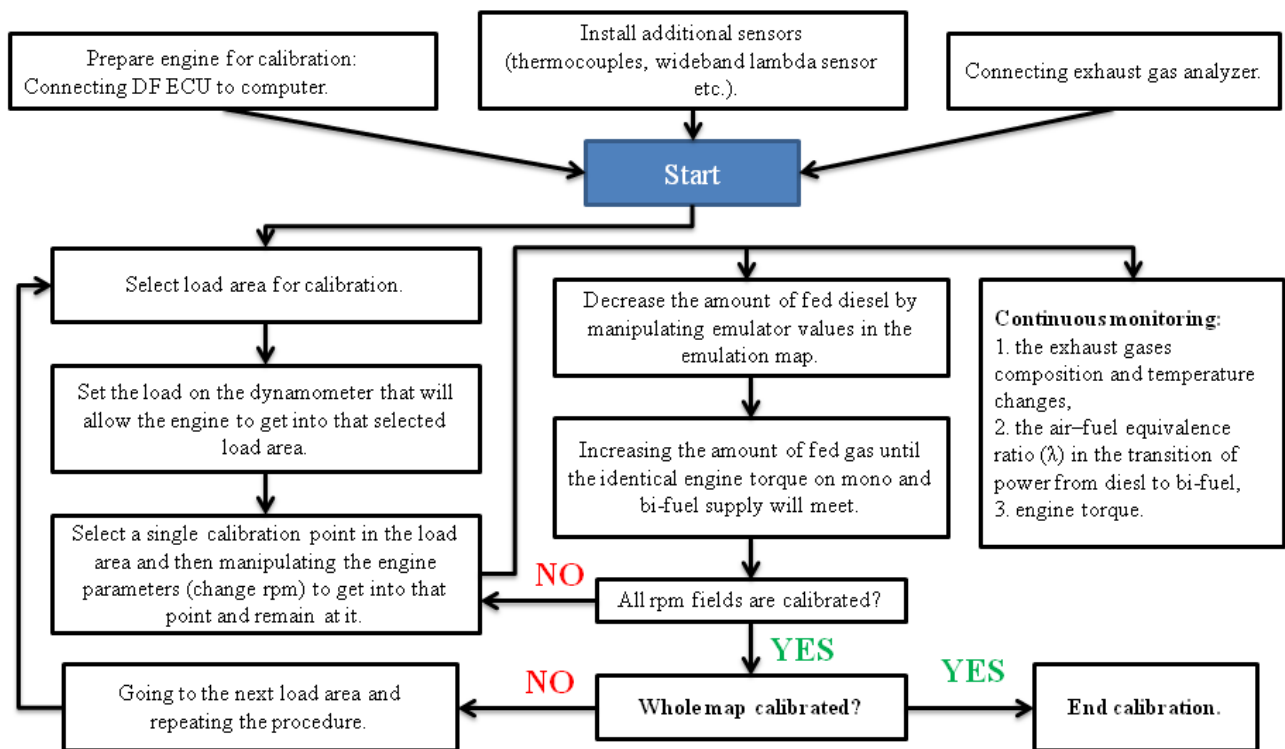 Prepare engine for calibration:
Connecting DF ECU to computer.
Install additional sensors
(thermocouples, wideband lambda sensor
etc.).
Connecting exhaust gas analyzer.
Start
Select load area for calibration.
Set the load on the dynamometer that will
allow the engine to get into that selected
load area.
Select a single calibration point in the load
area and then manipulating the engine
parameters (change rpm) to get into that
point and remain at it.
Decrease the amount of fed diesel by
manipulating emulator values in the
emulation map.
Increasing the amount of fed gas until
the identical engine torque on mono and
bi-fuel supply will meet.
Continuous monitoring:
1. the exhaust gases
composition and temperature
changes,
2. the air–fuel equivalence
ratio (λ) in the transition of
power from diesl to bi-fuel,
3. engine torque.
NO
All rpm fields are calibrated?
YES
Going to the next load area and
repeating the procedure.
NO
Whole map calibrated?
YES
End calibration.